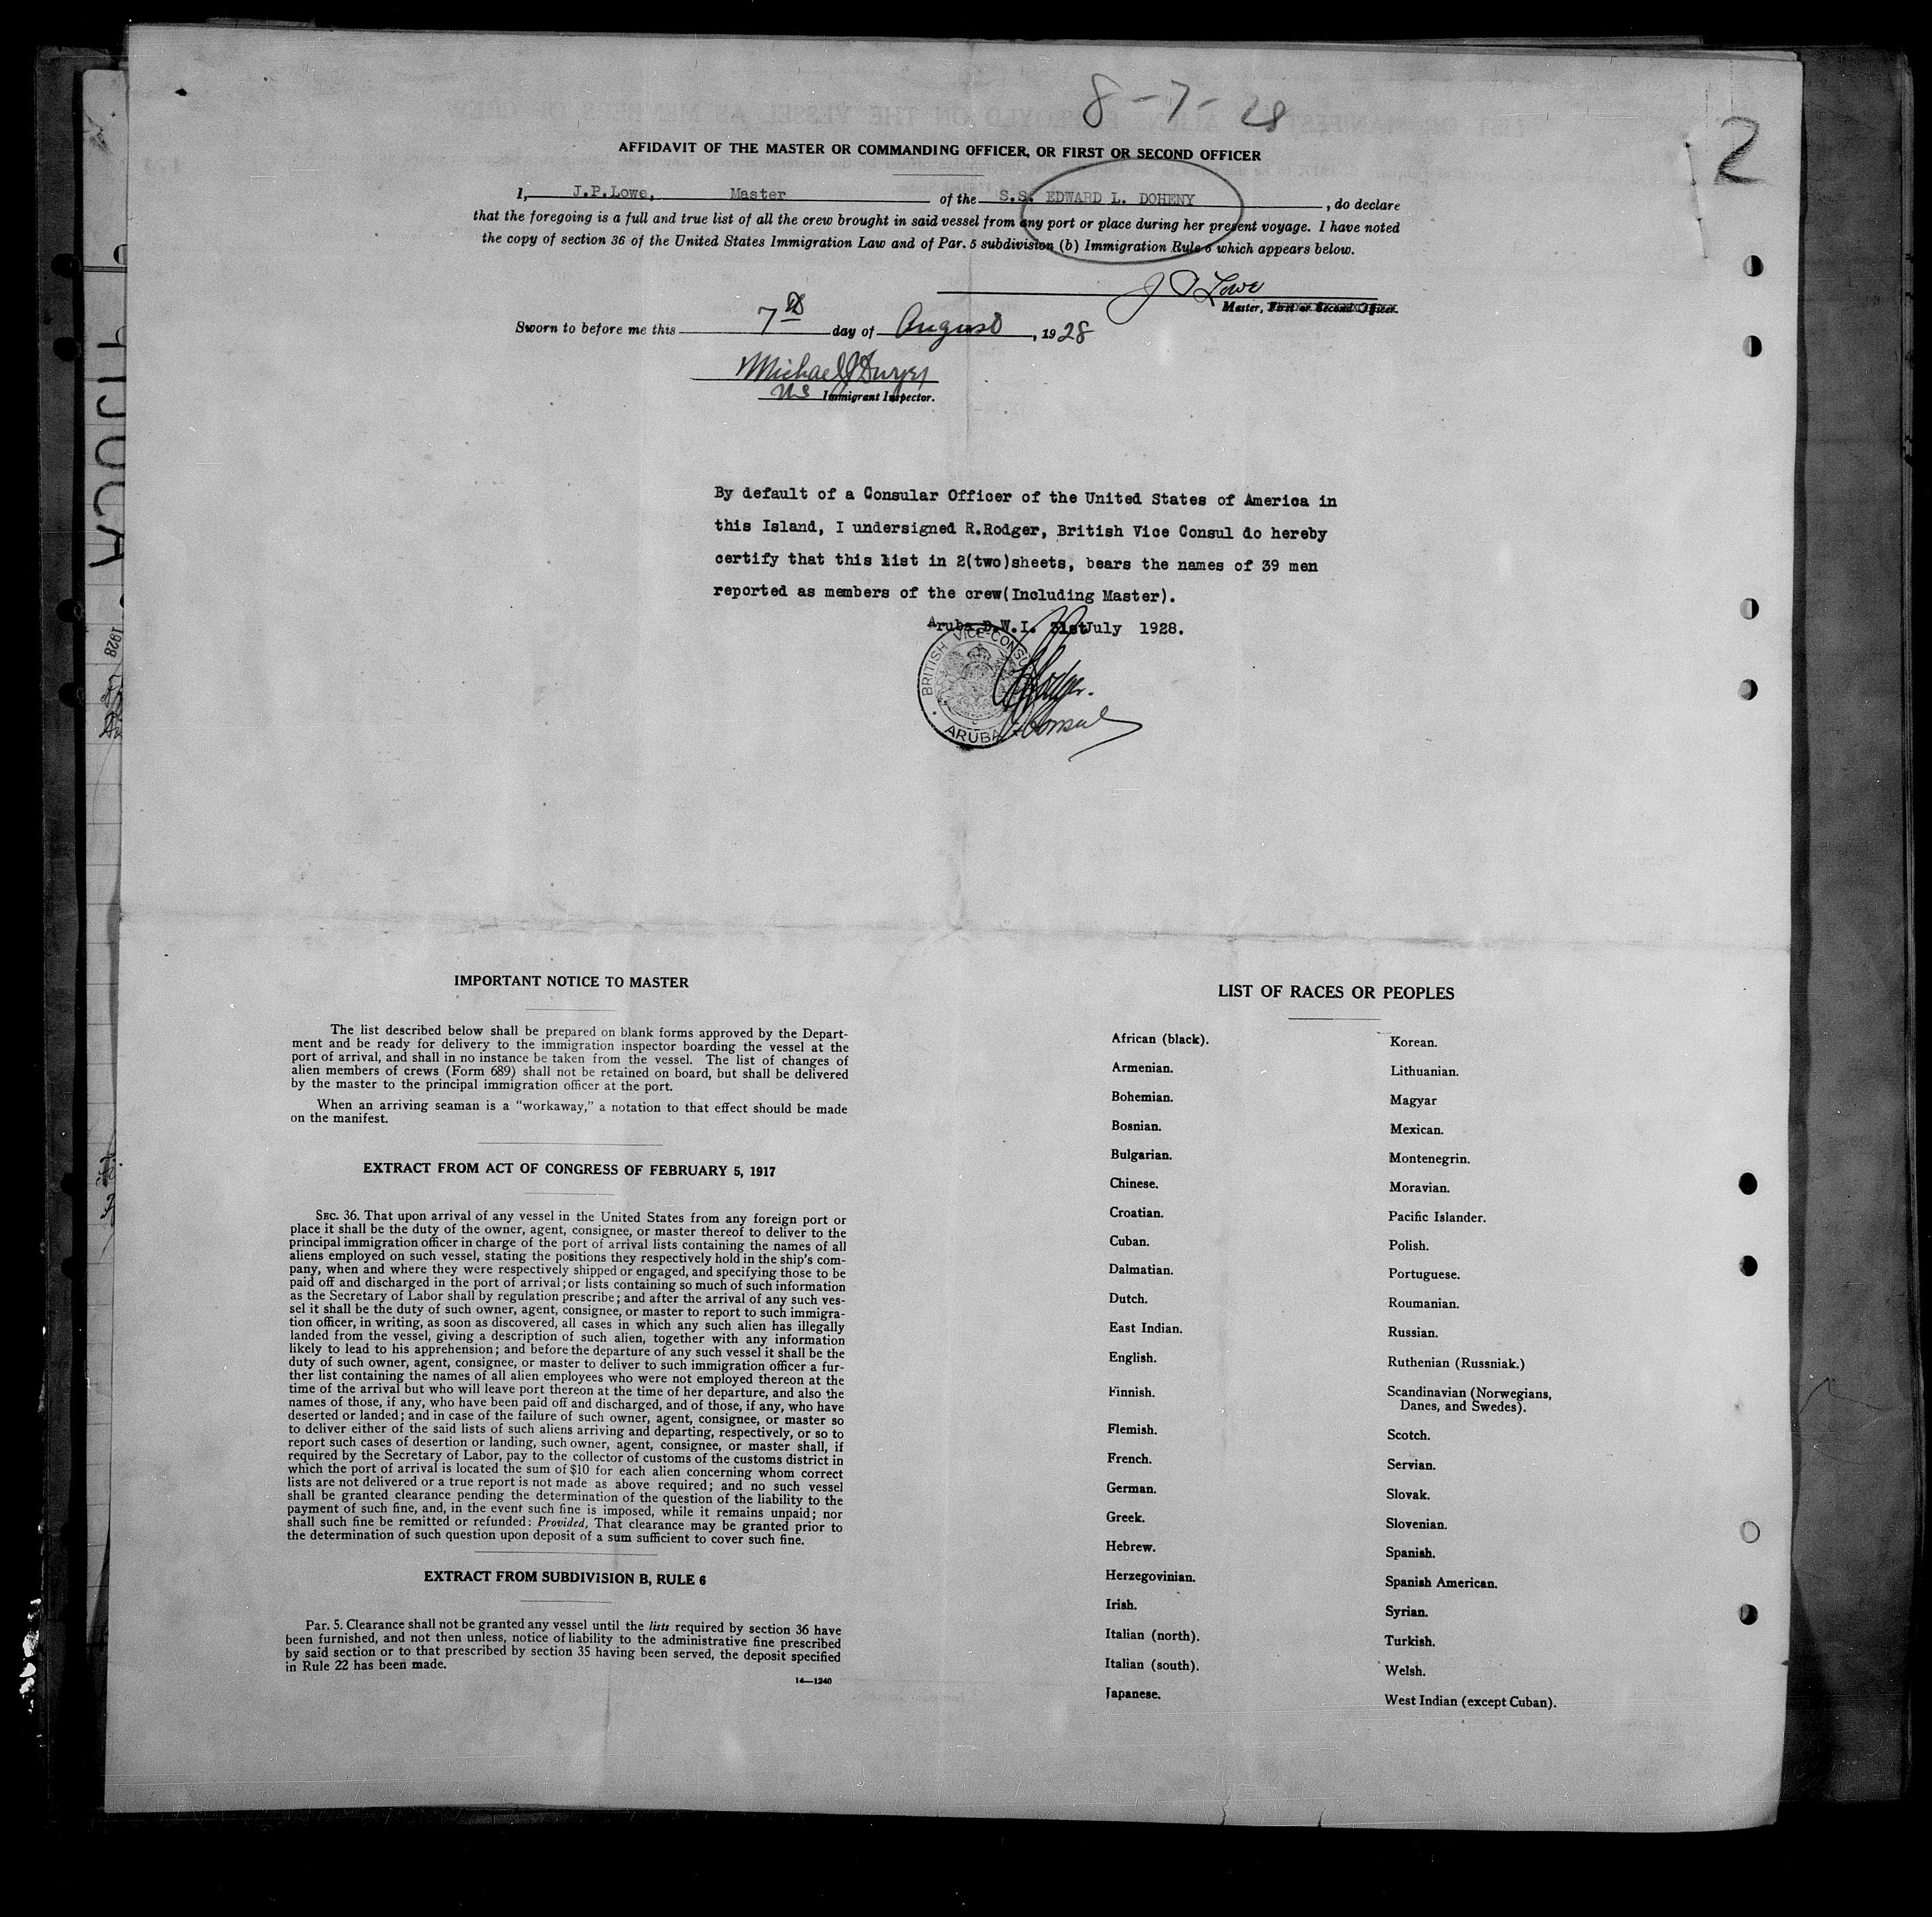 8-7-28
2
AFFIDAVIT OF THE MASTER OR COMMANDING OFFICER, OR FIRST OR SECOND OFFICER
I, J.P.Lowe, Master of the S.S. EDWARD L. DOHENY, do declare
that the foregoing is a full and true list of all the crew brought in said vessel from any port or place during her present voyage. I have noted
the copy of section 36 of the United States Immigration Law and of Par. 5 subdivision (b) Immigration Rule 6 which appears below.
J P Lowe
Master, First or Second Officer.
Sworn to before me this 7th day of August, 1928
Michael
US Immigrant Inspector.
By default of a Consular Officer of the United States of America in
this Island, I undersigned R.Rodger, British Vice Consul do hereby
certify that this list in 2(two)sheets, bears the names of 39 men
reported as members of the crew(Including Master).
Aruba D.W.I. 31stJuly 1928.
BRITISH VICE-CONSUL
ARUBA
Rodger.
Consul
AUG
1928
IMPORTANT NOTICE TO MASTER
The list described below shall be prepared on blank forms approved by the Depart-
ment and be ready for delivery to the immigration inspector boarding the vessel at the
port of arrival, and shall in no instance be taken from the vessel. The list of changes of
alien members of crews (Form 689) shall not be retained on board, but shall be delivered
by the master to the principal immigration officer at the port.
When an arriving seaman is a "workaway," a notation to that effect should be made
on the manifest.
EXTRACT FROM ACT OF CONGRESS OF FEBRUARY 5, 1917
SEC. 36. That upon arrival of any vessel in the United States from any foreign port or
place it shall be the duty of the owner, agent, consignee, or master thereof to deliver to the
principal immigration officer in charge of the port of arrival lists containing the names of all
aliens employed on such vessel, stating the positions they respectively hold in the ship's com-
pany, when and where they were respectively shipped or engaged, and specifying those to be
paid off and discharged in the port of arrival; or lists containing so much of such information
as the Secretary of Labor shall by regulation prescribe; and after the arrival of any such ves-
sel it shall be the duty of such owner, agent, consignee, or master to report to such immigra-
tion officer, in writing, as soon as discovered, all cases in which any such alien has illegally
landed from the vessel, giving a description of such alien, together with any information
likely to lead to his apprehension; and before the departure of any such vessel it shall be the
duty of such owner, agent, consignee, or master to deliver to such immigration officer a fur-
ther list containing the names of all alien employees who were not employed thereon at the
time of the arrival but who will leave port thereon at the time of her departure, and also the
names of those, if any, who have been paid off and discharged, and of those, if any, who have
deserted or landed; and in case of the failure of such owner, agent, consignee, or master so
to deliver either of the said lists of such aliens arriving and departing, respectively, or so to
report such cases of desertion or landing, such owner, agent, consignee, or master shall, if
required by the Secretary of Labor, pay to the collector of customs of the customs district in
which the port of arrival is located the sum of $10 for each alien concerning whom correct
lists are not delivered or a true report is not made as above required; and no such vessel
shall be granted clearance pending the determination of the question of the liability to the
payment of such fine, and, in the event such fine is imposed, while it remains unpaid; nor
shall such fine be remitted or refunded: Provided, That clearance may be granted prior to
the determination of such question upon deposit of a sum sufficient to cover such fine.
EXTRACT FROM SUBDIVISION B, RULE 6
Par. 5. Clearance shall not be granted any vessel until the lists required by section 36 have
been furnished, and not then unless, notice of liability to the administrative fine prescribed
by said section or to that prescribed by section 35 having been served, the deposit specified
in Rule 22 has been made.
14—1240
LIST OF RACES OR PEOPLES
African (black).
Armenian.
Bohemian.
Bosnian.
Bulgarian.
Chinese.
Croatian.
Cuban.
Dalmatian.
Dutch.
East Indian.
English.
Finnish.
Flemish.
French.
German.
Greek.
Hebrew.
Herzegovinian.
Irish.
Italian (north).
Italian (south).
Japanese.
Korean.
Lithuanian.
Magyar
Mexican.
Montenegrin.
Moravian.
Pacific Islander.
Polish.
Portuguese.
Roumanian.
Russian.
Ruthenian (Russniak.)
Scandinavian (Norwegians,
Danes, and Swedes).
Scotch.
Servian.
Slovak.
Slovenian.
Spanish.
Spanish American.
Syrian.
Turkish.
Welsh.
West Indian (except Cuban).